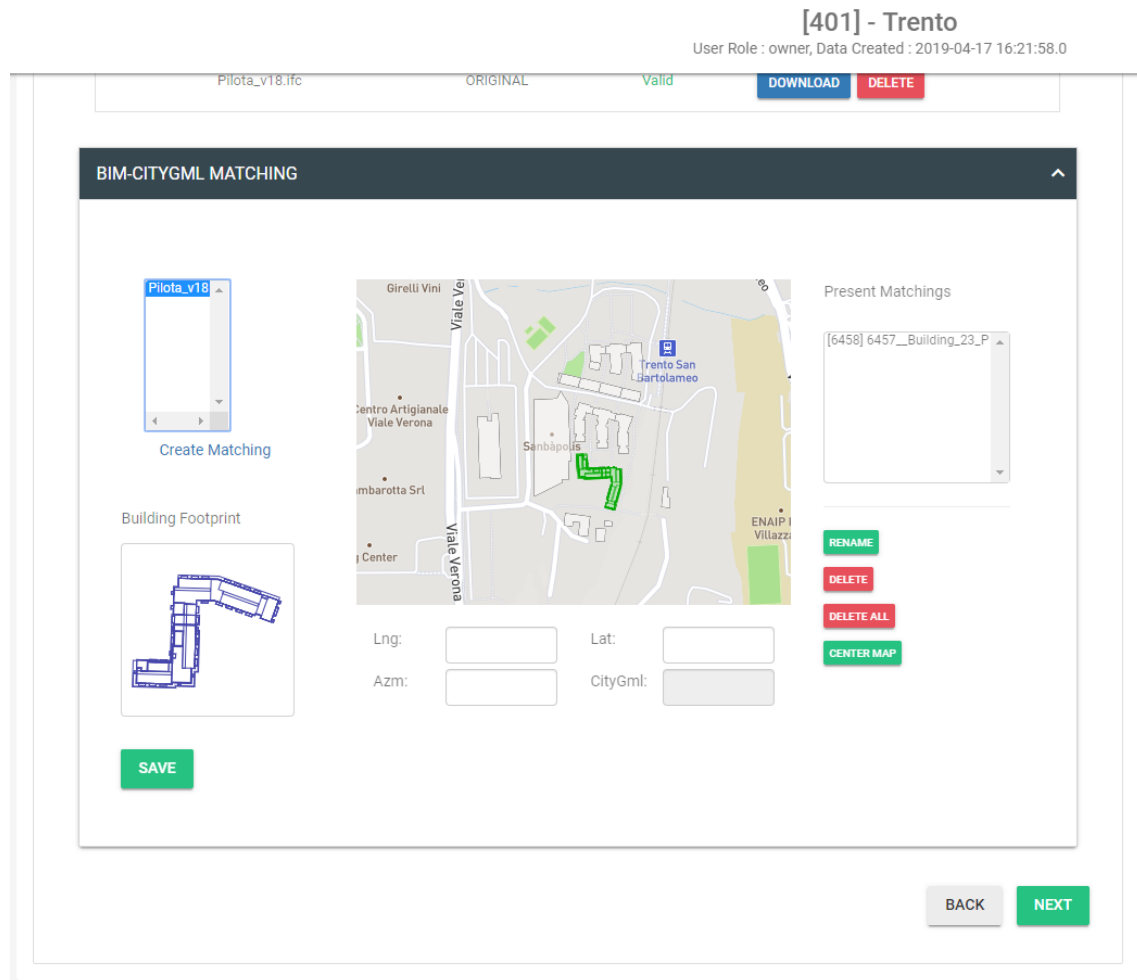 [401] - Trento
User Role : owner, Data Created : 2019-04-17 16:21:58.0
Pilota_v18.ifc ORIGINAL Valid DOWNLOAD DELETE
BIM-CITYGML MATCHING
Pilota_v18
Create Matching
Building Footprint
SAVE
Girelli Vini
Viale Ve
Trento San
Bartolameo
Centro Artigianale
Viale Verona
Sanbàpolis
mbarotta Srl
g Center
Viale Verona
ENAIP
Villazz
Lng:
Lat:
Azm:
CityGml:
Present Matchings
[6458] 6457__Building_23_P
RENAME
DELETE
DELETE ALL
CENTER MAP
BACK
NEXT